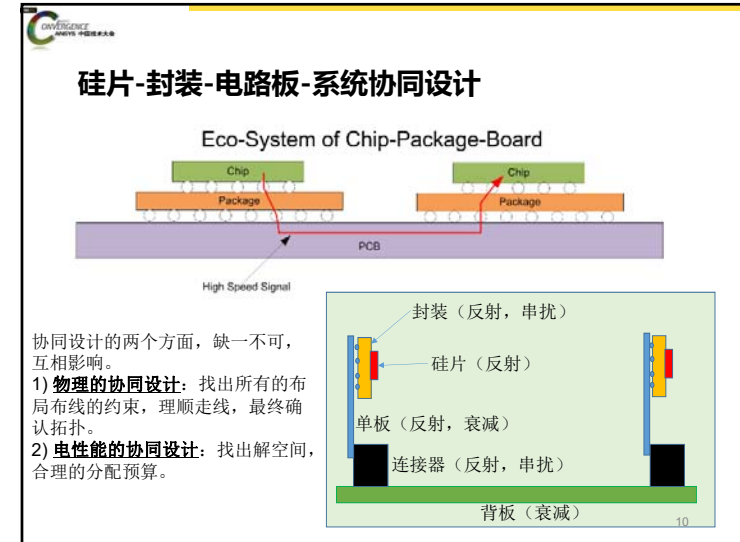 CONVERGENCE
ANSYS 中国技术大会
硅片-封装-电路板-系统协同设计
Eco-System of Chip-Package-Board
Chip
Chip
Package
Package
PCB
High Speed Signal
协同设计的两个方面，缺一不可，
互相影响。
1) 物理的协同设计：找出所有的布
局布线的约束，理顺走线，最终确
认拓扑。
2) 电性能的协同设计：找出解空间，
合理的分配预算。
封装（反射，串扰）
硅片（反射）
单板（反射，衰减）
连接器（反射，串扰）
背板（衰减）
10